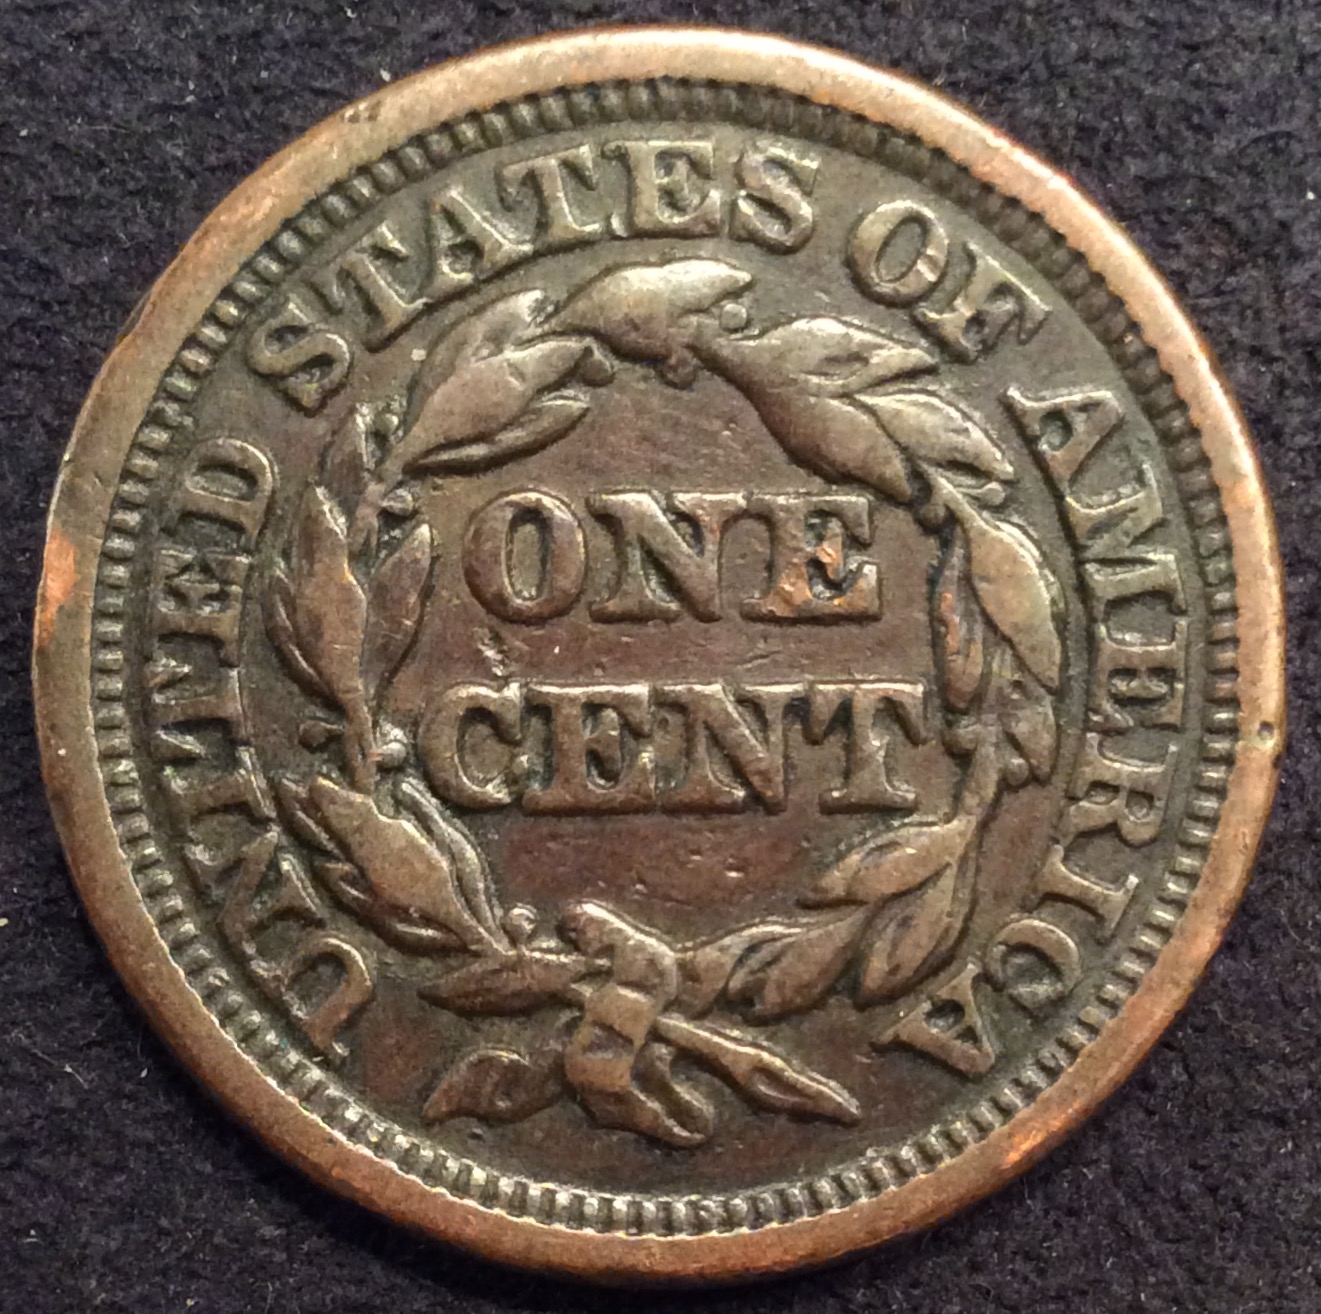 UNITED STATES OF AMERICA
ONE
CENT